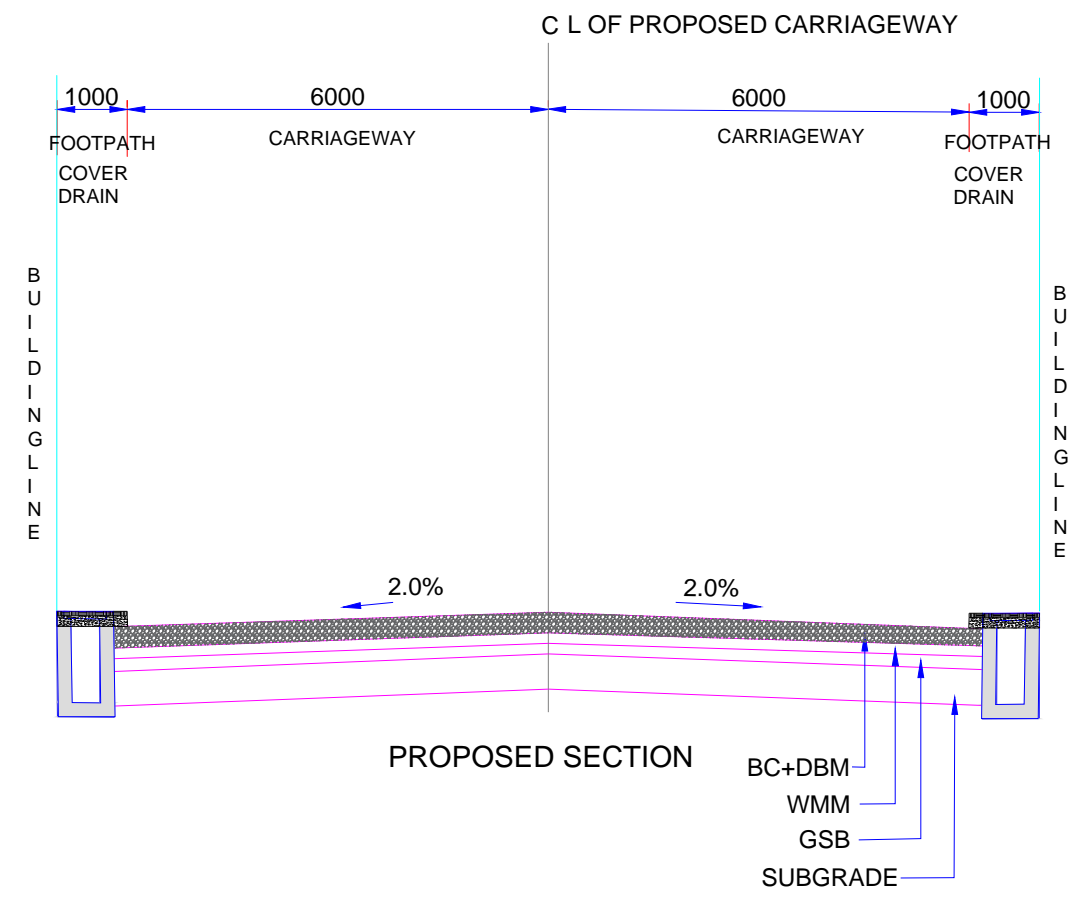 C L OF PROPOSED CARRIAGEWAY
1000
6000
6000
1000
FOOTPATH
CARRIAGEWAY
CARRIAGEWAY
FOOTPATH
COVER
DRAIN
COVER
DRAIN
BUILDINGLINE
BUILDINGLINE
2.0%
2.0%
PROPOSED SECTION
BC+DBM
WMM
GSB
SUBGRADE